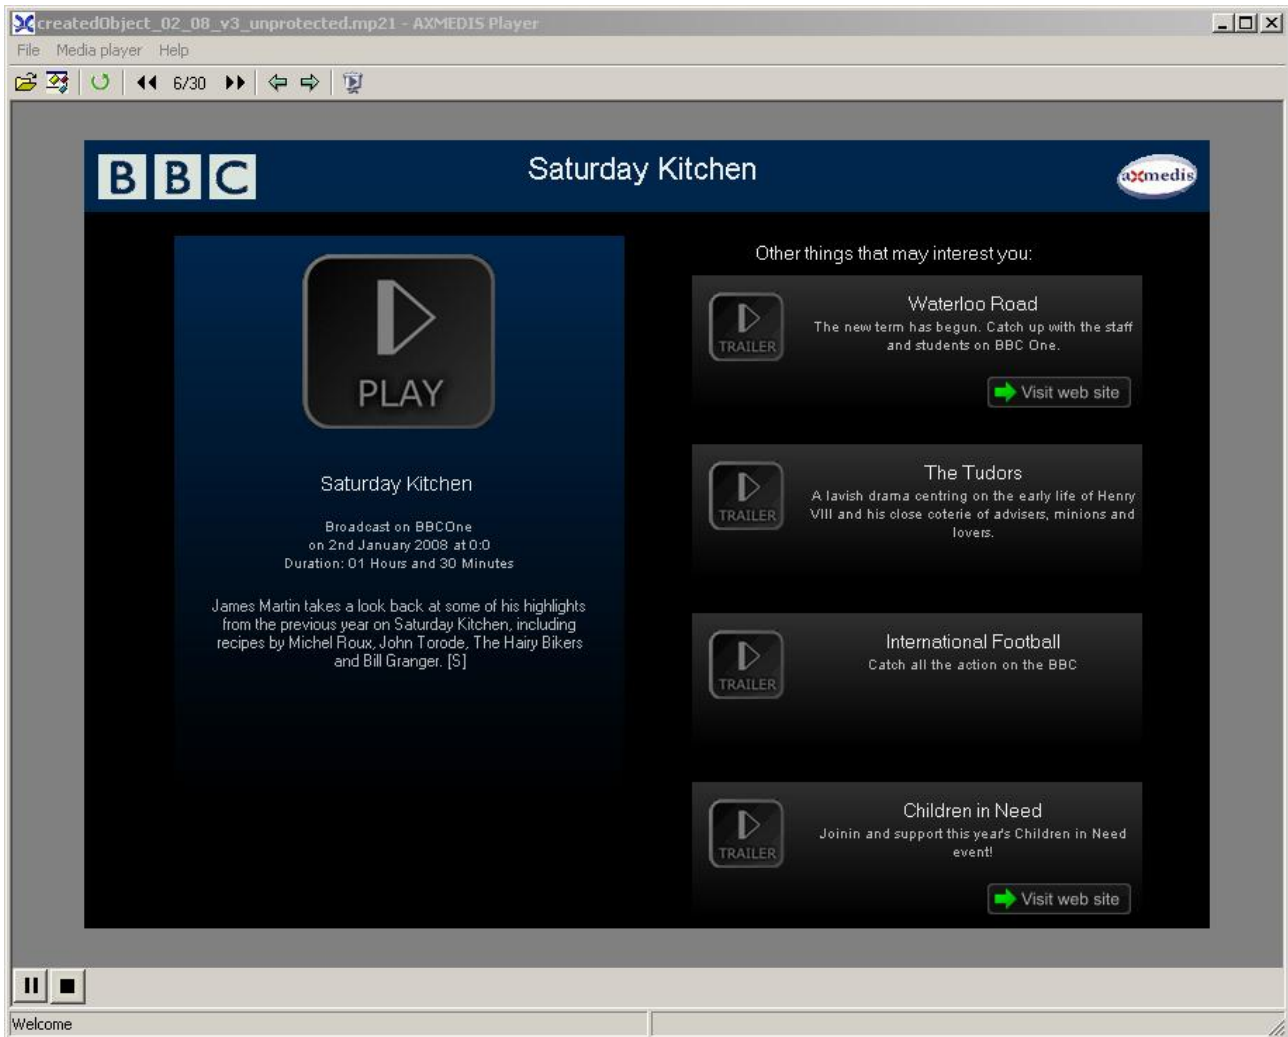 createdObject_02_08_v3_unprotected.mp21 - AXMEDIS Player
File Media player Help
6/30
BBC
Saturday Kitchen
axmedis
PLAY
Saturday Kitchen
Broadcast on BBCOne
on 2nd January 2008 at 0:0
Duration: 01 Hours and 30 Minutes
James Martin takes a look back at some of his highlights
from the previous year on Saturday Kitchen, including
recipes by Michel Roux, John Torode, The Hairy Bikers
and Bill Granger. [S]
Other things that may interest you:
TRAILER
Waterloo Road
The new term has begun. Catch up with the staff
and students on BBC One.
Visit web site
TRAILER
The Tudors
A lavish drama centring on the early life of Henry
VIII and his close coterie of advisers, minions and
lovers.
TRAILER
International Football
Catch all the action on the BBC
TRAILER
Children in Need
Joinin and support this year's Children in Need
event!
Visit web site
Welcome